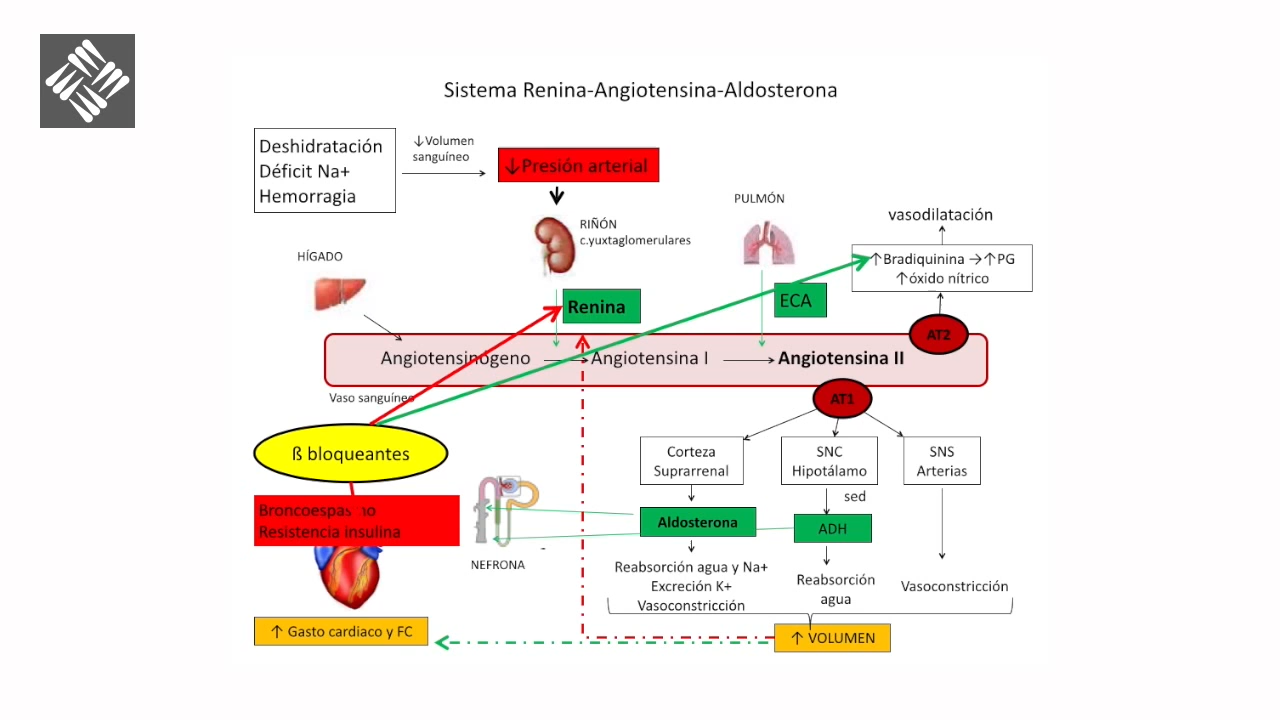 Sistema Renina-Angiotensina-Aldosterona
Deshidratación
Déficit Na+
Hemorragia
↓Volumen
sanguíneo
↓Presión arterial
RIÑÓN
c.yuxtaglomerulares
PULMÓN
vasodilatación
↑Bradiquinina →↑PG
↑óxido nítrico
HÍGADO
Renina
ECA
AT2
Angiotensinógeno
Angiotensina I
Angiotensina II
Vaso sanguíneo
AT1
ß bloqueantes
Corteza
Suprarrenal
SNC
Hipotálamo
SNS
Arterias
sed
Resistencia insulina
Aldosterona
ADH
NEFRONA
Reabsorción agua y Na+
Excreción K+
Vasoconstricción
Reabsorción
agua
Vasoconstricción
↑ Gasto cardiaco y FC
↑ VOLUMEN